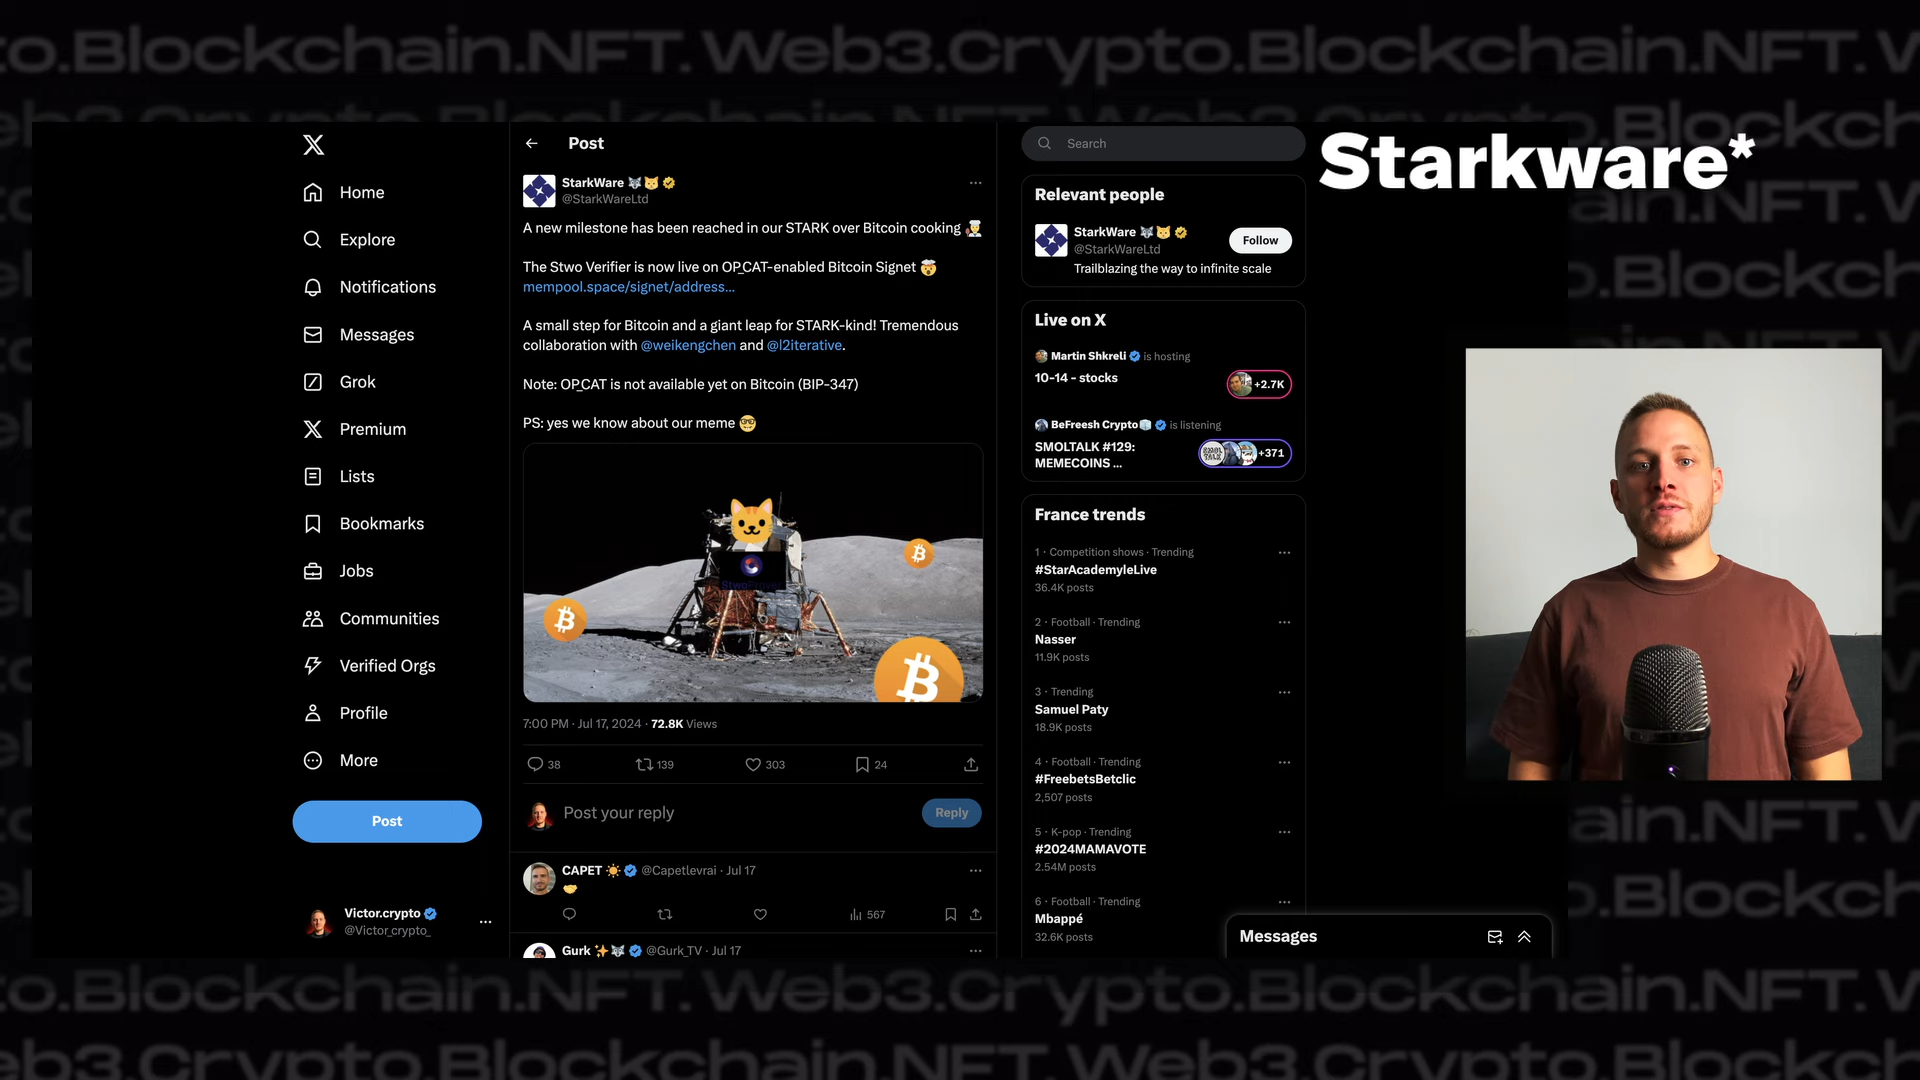 to.Blockchain.NFT.Web3.Crypto.Blockchain.NFT.W
Starkware*
Home
Explore
Notifications
Messages
Grok
Premium
Lists
Bookmarks
Jobs
Communities
Verified Orgs
Profile
More
Post
Victor.crypto
@Victor_crypto_
Post
StarkWare
@StarkWareLtd
A new milestone has been reached in our STARK over Bitcoin cooking
The Stwo Verifier is now live on OP_CAT-enabled Bitcoin Signet
mempool.space/signet/address...
A small step for Bitcoin and a giant leap for STARK-kind! Tremendous
collaboration with @weikengchen and @l2iterative.
Note: OP_CAT is not available yet on Bitcoin (BIP-347)
PS: yes we know about our meme
StwoProver
7:00 PM · Jul 17, 2024 · 72.8K Views
38 139 303 24
Post your reply
Reply
CAPET @Capetlevrai · Jul 17
567
Gurk @Gurk_TV · Jul 17
Search
Relevant people
StarkWare
@StarkWareLtd
Follow
Trailblazing the way to infinite scale
Live on X
Martin Shkreli is hosting
10-14 - stocks
+2.7K
BeFreesh Crypto is listening
SMOLTALK #129:
MEMECOINS ...
+371
France trends
1 · Competition shows · Trending
#StarAcademyleLive
36.4K posts
2 · Football · Trending
Nasser
11.9K posts
3 · Trending
Samuel Paty
18.9K posts
4 · Football · Trending
#FreebetsBetclic
2,507 posts
5 · K-pop · Trending
#2024MAMAVOTE
2.54M posts
6 · Football · Trending
Mbappé
32.6K posts
Messages
to.Blockchain.NFT.Web3.Crypto.Blockchain.NFT.W
eb3.Crypto.Blockchain.NFT.Web3.Crypto.Blockcha